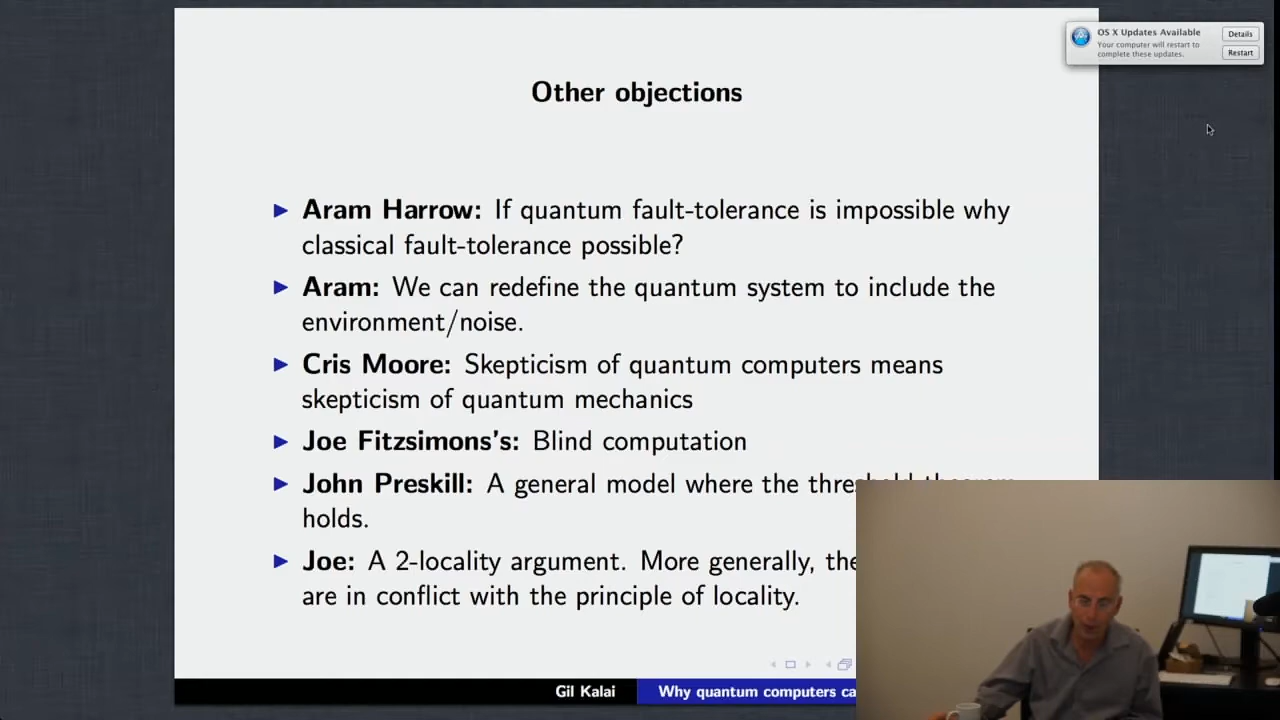 OS X Updates Available
Details
Your computer will restart to
complete these updates.
Restart
Other objections
Aram Harrow: If quantum fault-tolerance is impossible why
classical fault-tolerance possible?
Aram: We can redefine the quantum system to include the
environment/noise.
Cris Moore: Skepticism of quantum computers means
skepticism of quantum mechanics
Joe Fitzsimons's: Blind computation
John Preskill: A general model where the threshold theorem
holds.
Joe: A 2-locality argument. More generally, the
are in conflict with the principle of locality.
Gil Kalai
Why quantum computers ca